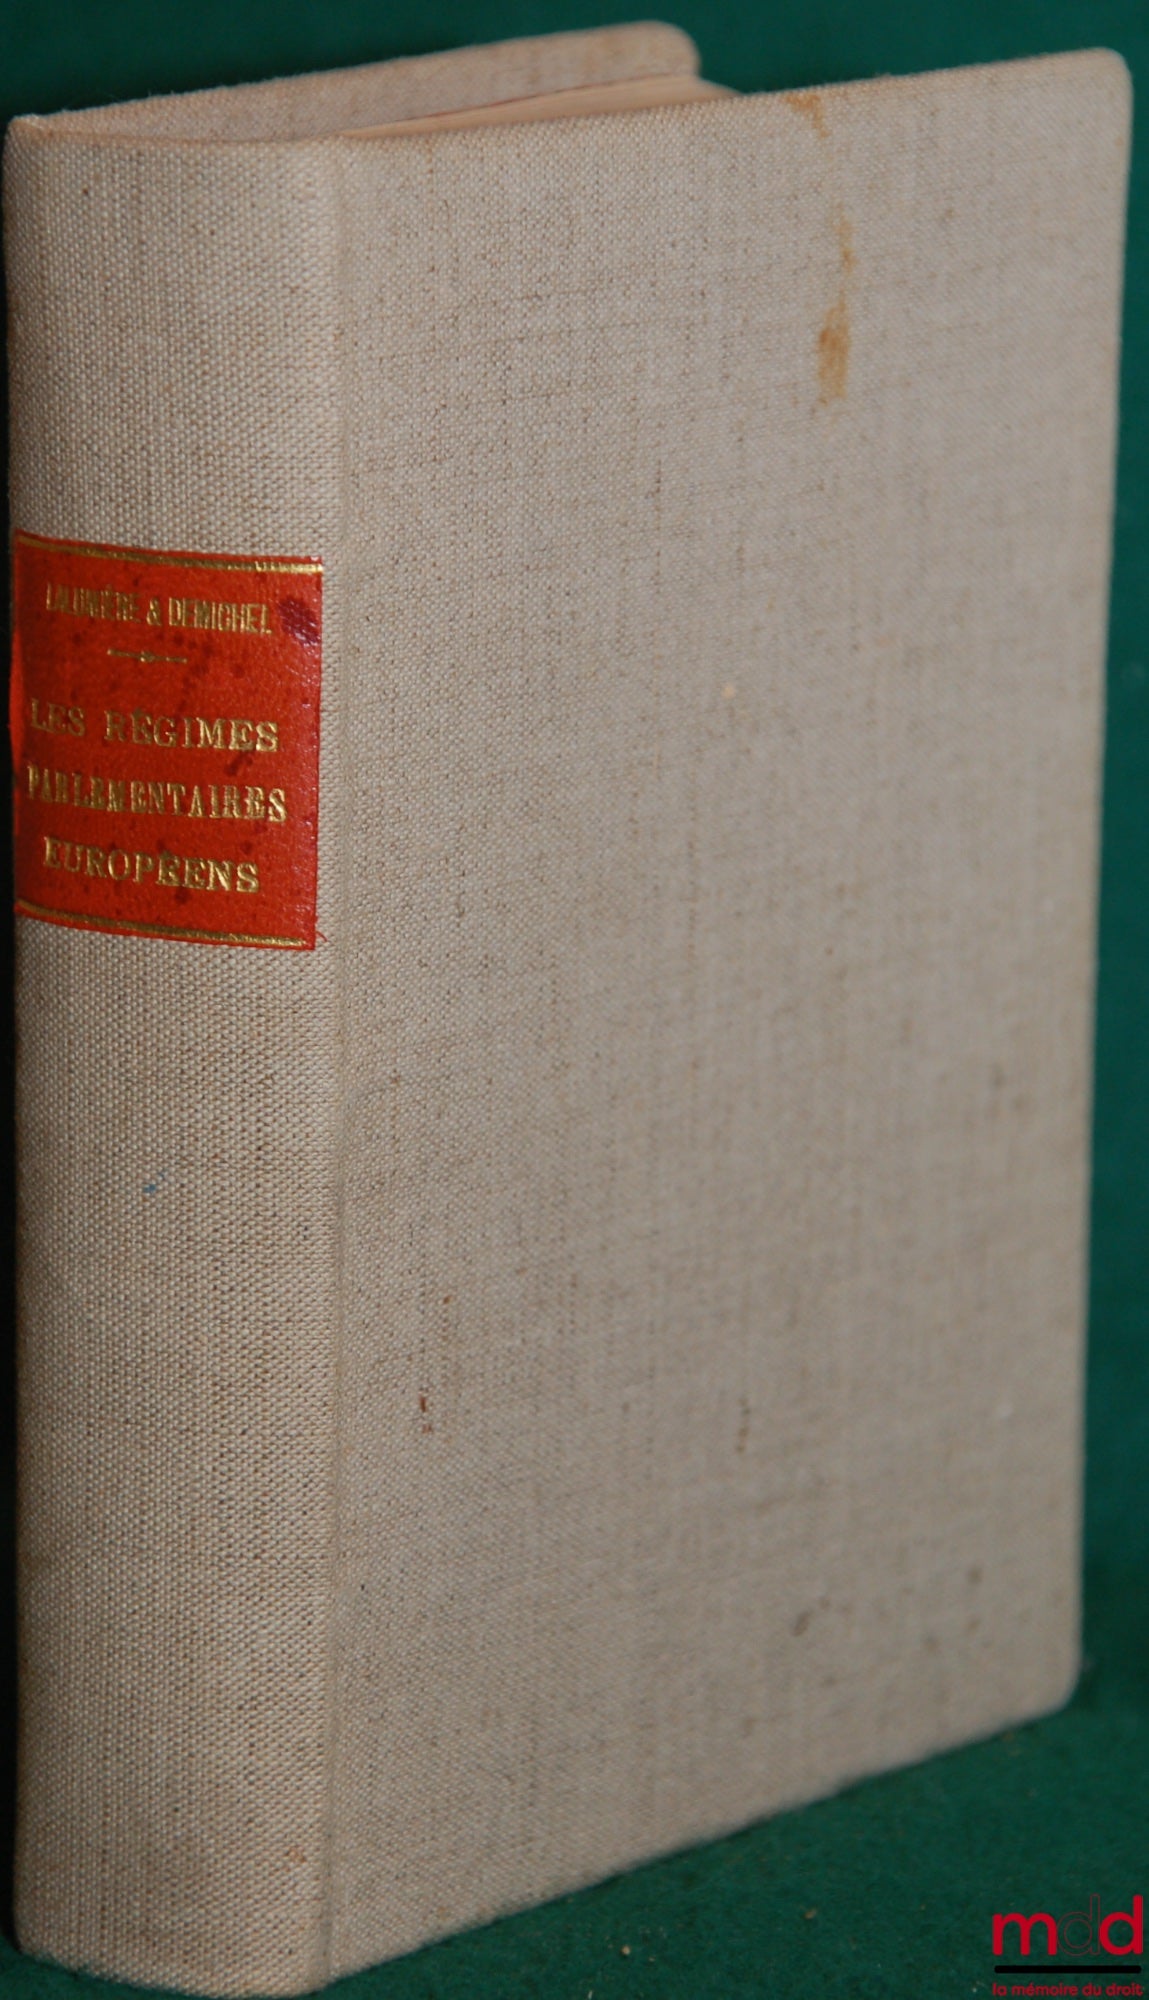 LALUMIÈRE & DEMICHEL
LES RÉGIMES
PARLEMENTAIRES
EUROPÉENS
mdd
la mémoire du droit